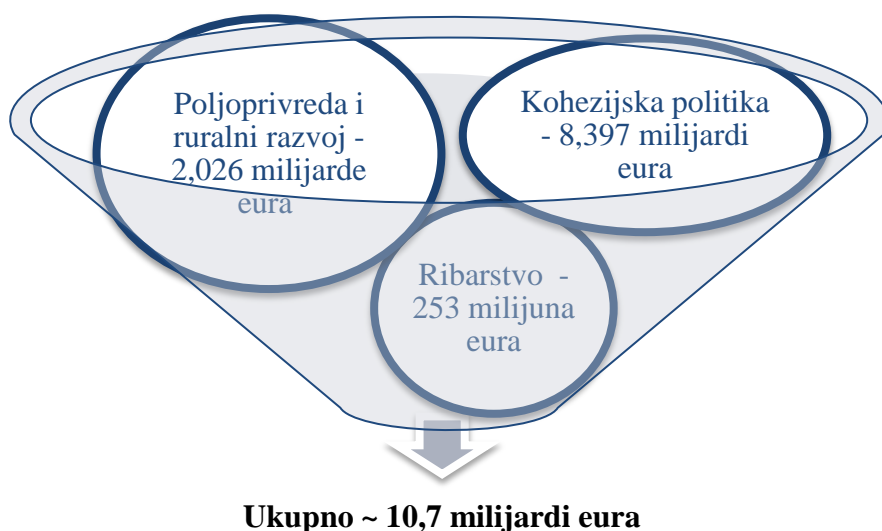 Poljoprivreda i
ruralni razvoj -
2,026 milijarde
eura
Kohezijska politika
- 8,397 milijardi
eura
Ribarstvo -
253 milijuna
eura
Ukupno ~ 10,7 milijardi eura